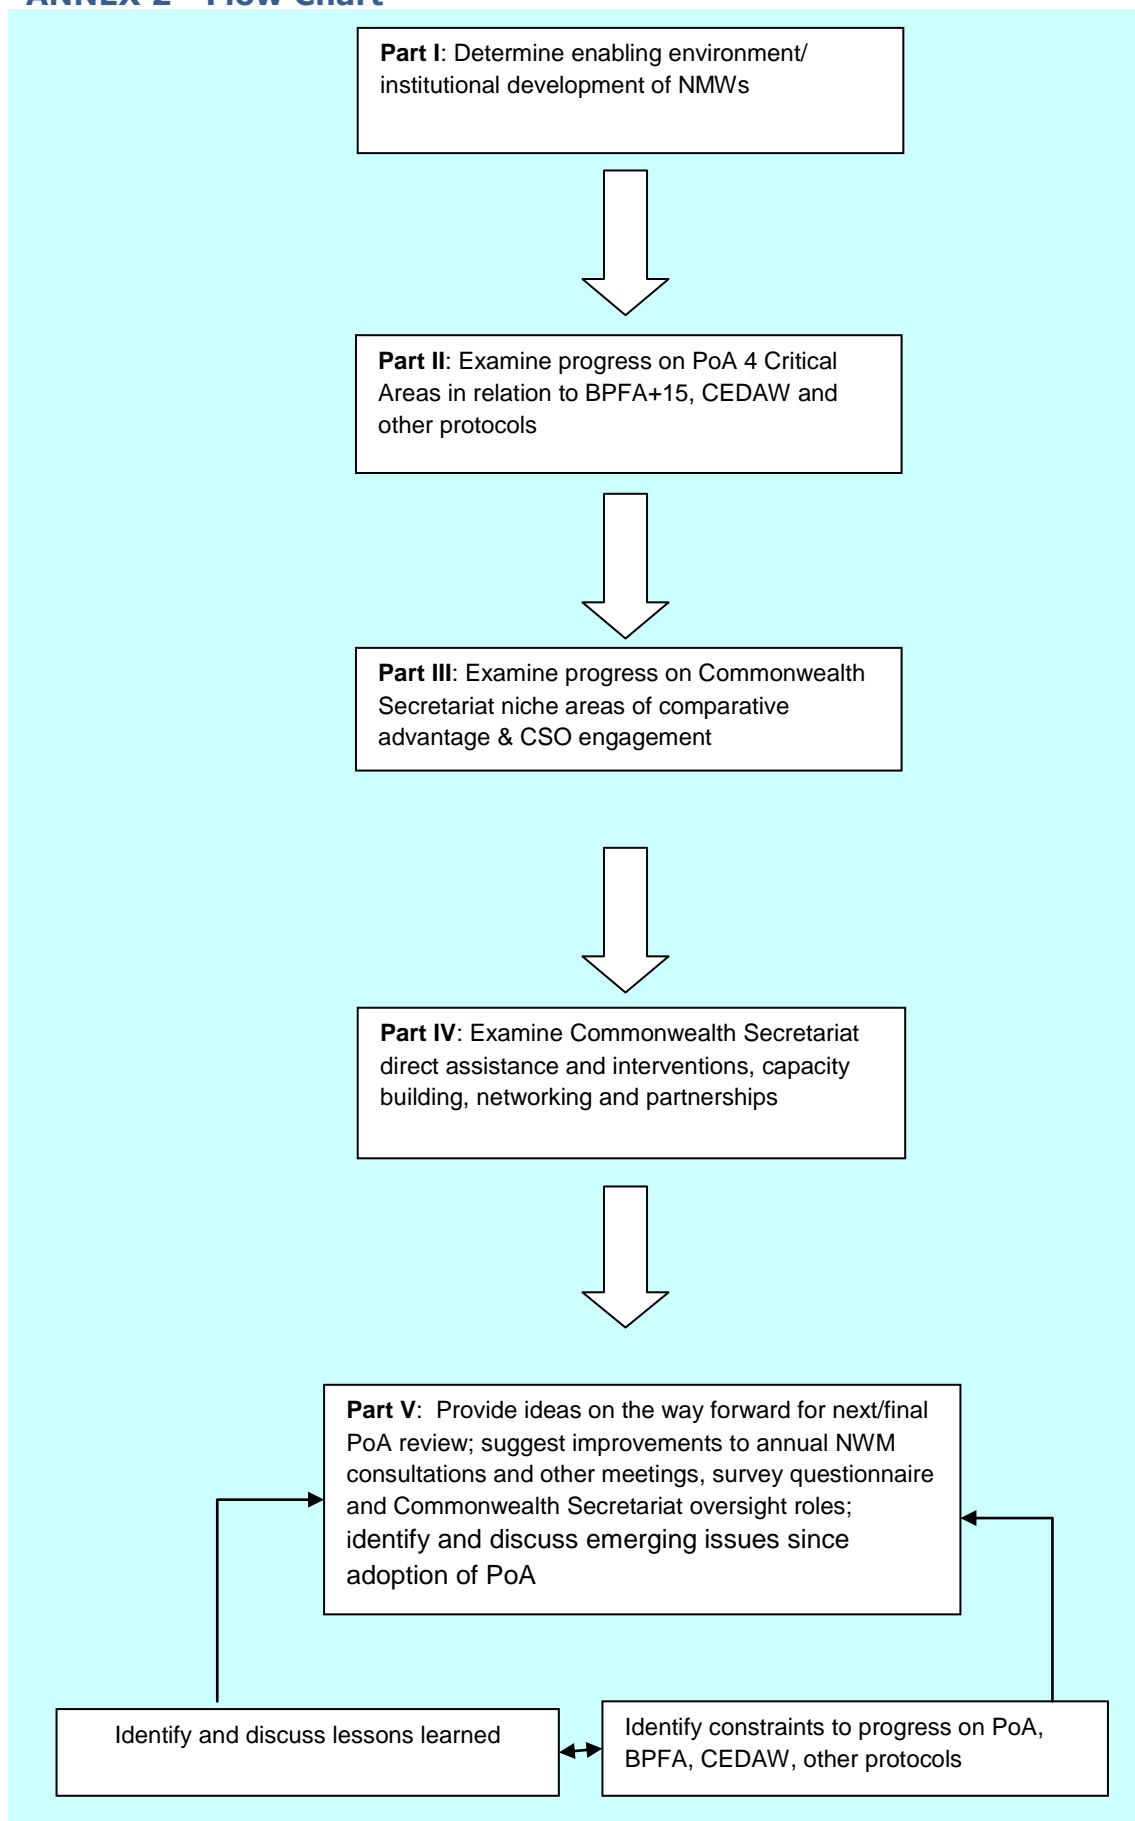 ANNEX 2 - Flow Chart
Part I: Determine enabling environment/
institutional development of NMWs
Part II: Examine progress on PoA 4 Critical
Areas in relation to BPFA+15, CEDAW and
other protocols
Part III: Examine progress on Commonwealth
Secretariat niche areas of comparative
advantage & CSO engagement
Part IV: Examine Commonwealth Secretariat
direct assistance and interventions, capacity
building, networking and partnerships
Part V: Provide ideas on the way forward for next/final
PoA review; suggest improvements to annual NWM
consultations and other meetings, survey questionnaire
and Commonwealth Secretariat oversight roles;
identify and discuss emerging issues since
adoption of PoA
Identify and discuss lessons learned
Identify constraints to progress on PoA,
BPFA, CEDAW, other protocols